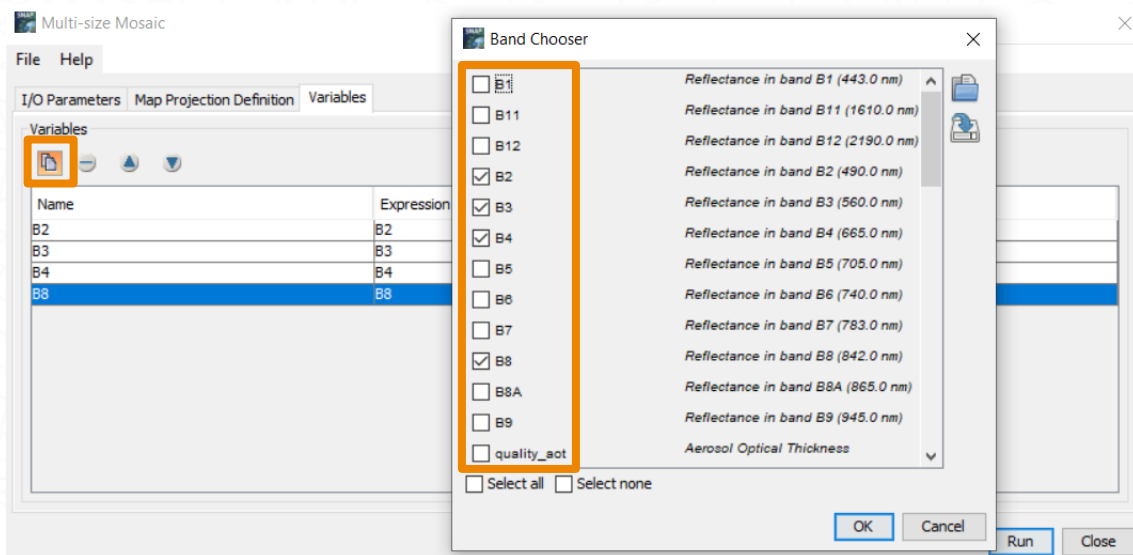 Multi-size Mosaic
File Help
I/O Parameters Map Projection Definition Variables
Variables
Name Expression
B2 B2
B3 B3
B4 B4
B8 B8
Run Close
SNAP
Band Chooser
B1 Reflectance in band B1 (443.0 nm)
B11 Reflectance in band B11 (1610.0 nm)
B12 Reflectance in band B12 (2190.0 nm)
B2 Reflectance in band B2 (490.0 nm)
B3 Reflectance in band B3 (560.0 nm)
B4 Reflectance in band B4 (665.0 nm)
B5 Reflectance in band B5 (705.0 nm)
B6 Reflectance in band B6 (740.0 nm)
B7 Reflectance in band B7 (783.0 nm)
B8 Reflectance in band B8 (842.0 nm)
B8A Reflectance in band B8A (865.0 nm)
B9 Reflectance in band B9 (945.0 nm)
quality_aot Aerosol Optical Thickness
Select all Select none
OK Cancel